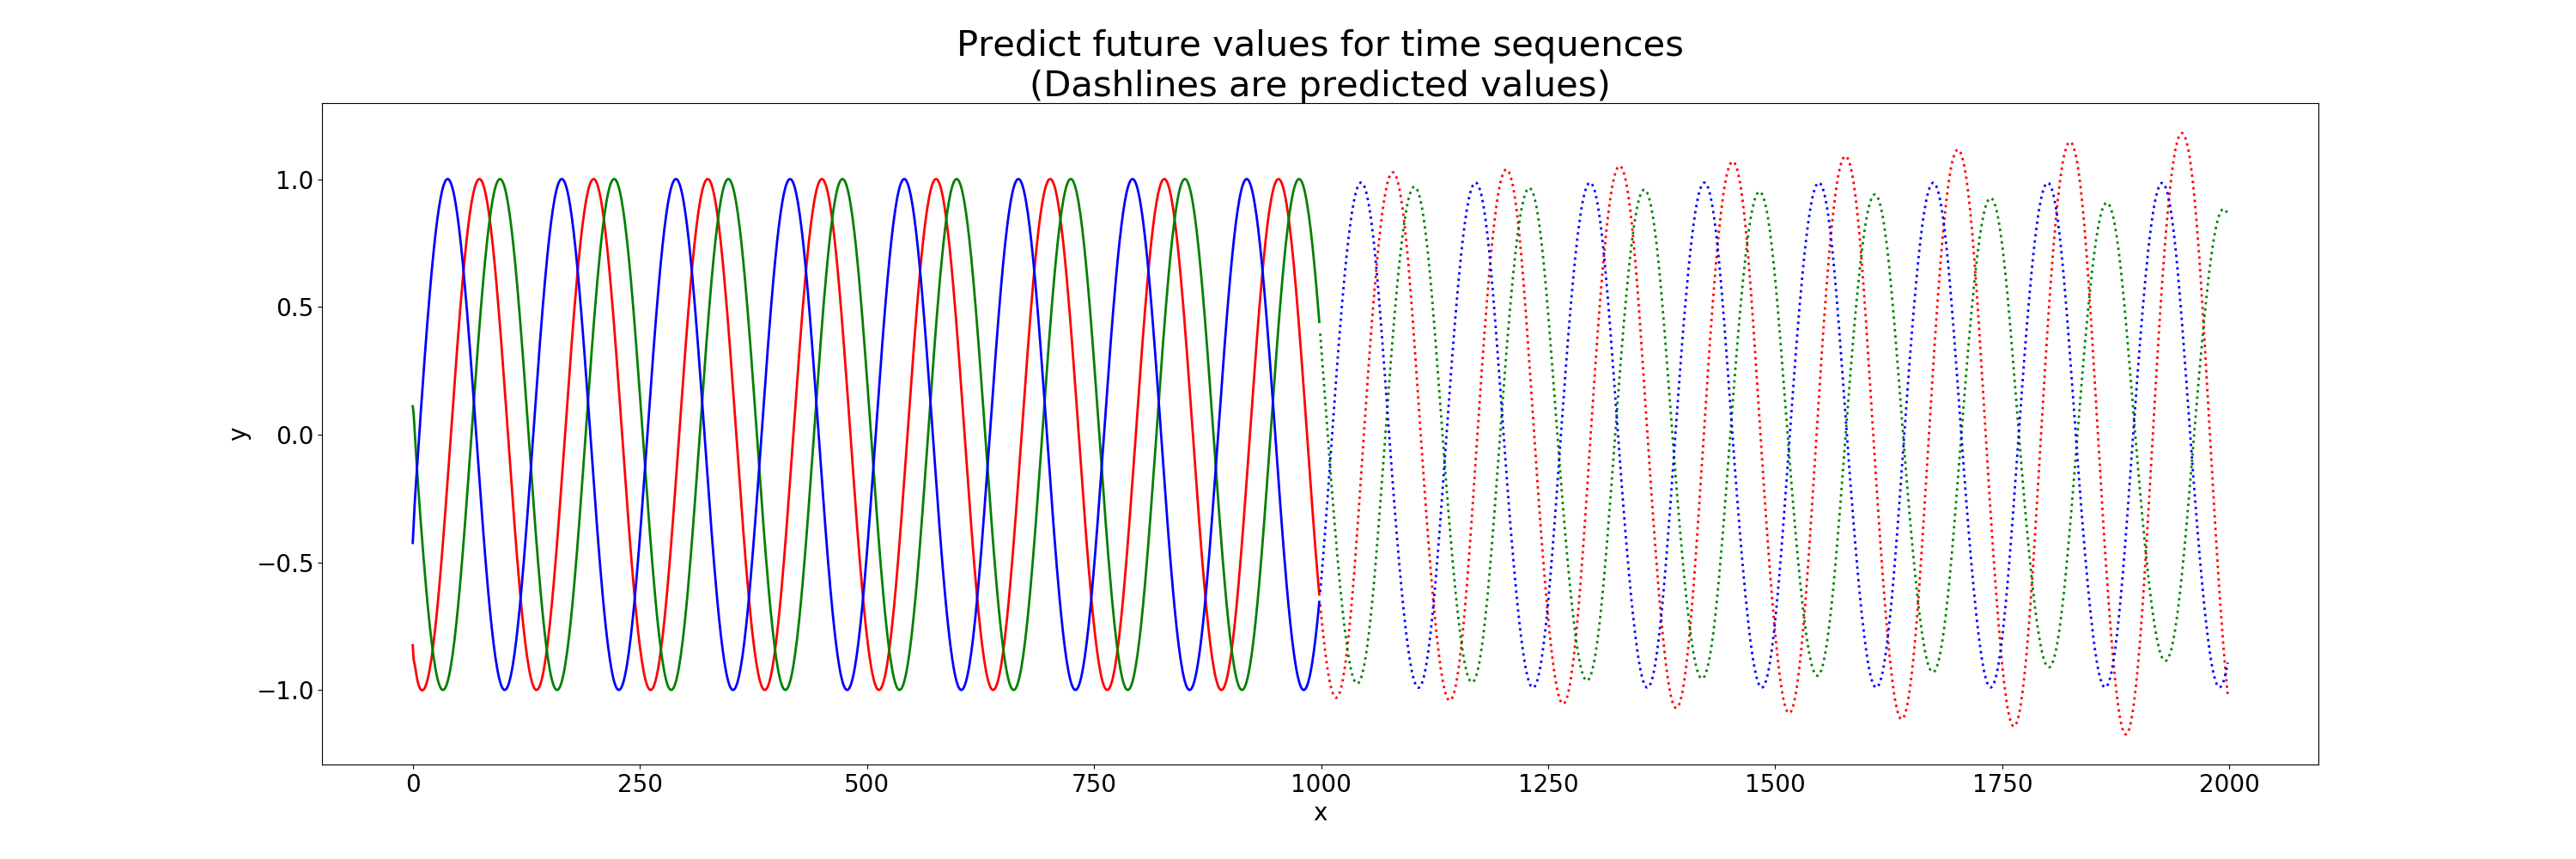 Predict future values for time sequences
(Dashlines are predicted values)
1.0
0.5
0.0
−0.5
−1.0
y
0 250 500 750 1000 1250 1500 1750 2000
x